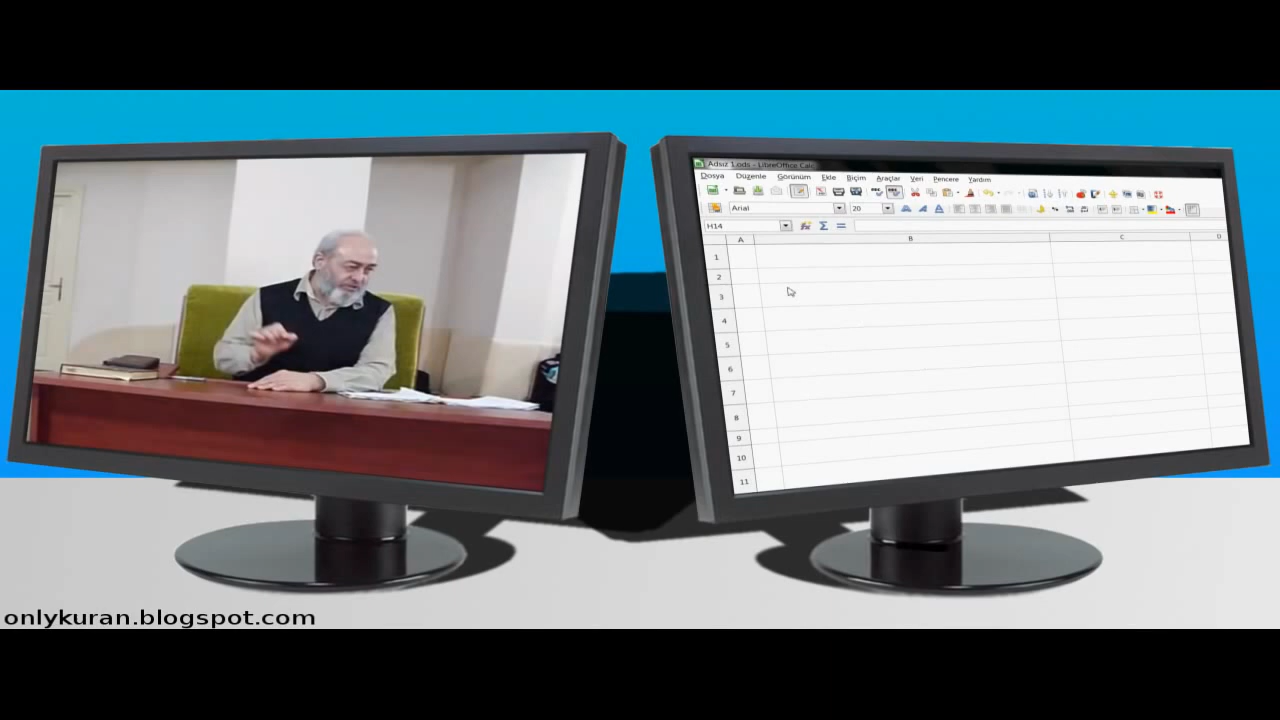 Adsız 1.ods - LibreOffice Calc
Dosya Düzenle Görünüm Ekle Biçim Araçlar Veri Pencere Yardım
Arial 20
H14
A B C D
1
2
3
4
5
6
7
8
9
10
11
onlykuran.blogspot.com